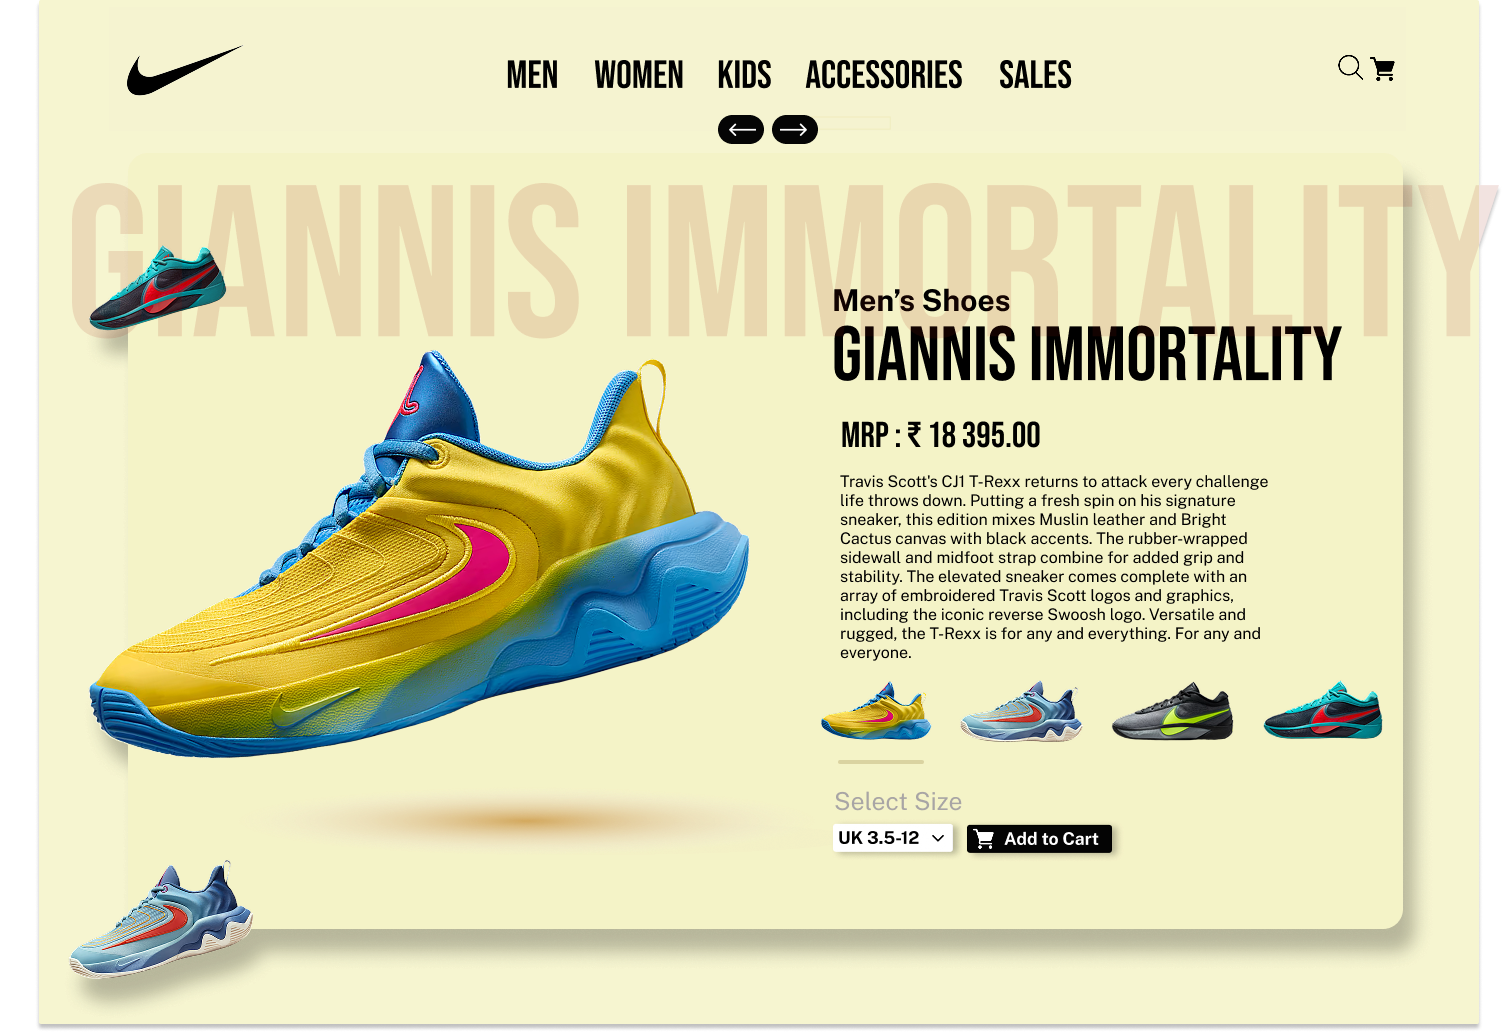 MEN WOMEN KIDS ACCESSORIES SALES
GIANNIS IMMORTALITY
Men’s Shoes
GIANNIS IMMORTALITY
MRP : ₹ 18 395.00
Travis Scott's CJ1 T-Rexx returns to attack every challenge
life throws down. Putting a fresh spin on his signature
sneaker, this edition mixes Muslin leather and Bright
Cactus canvas with black accents. The rubber-wrapped
sidewall and midfoot strap combine for added grip and
stability. The elevated sneaker comes complete with an
array of embroidered Travis Scott logos and graphics,
including the iconic reverse Swoosh logo. Versatile and
rugged, the T-Rexx is for any and everything. For any and
everyone.
Select Size
UK 3.5-12
Add to Cart